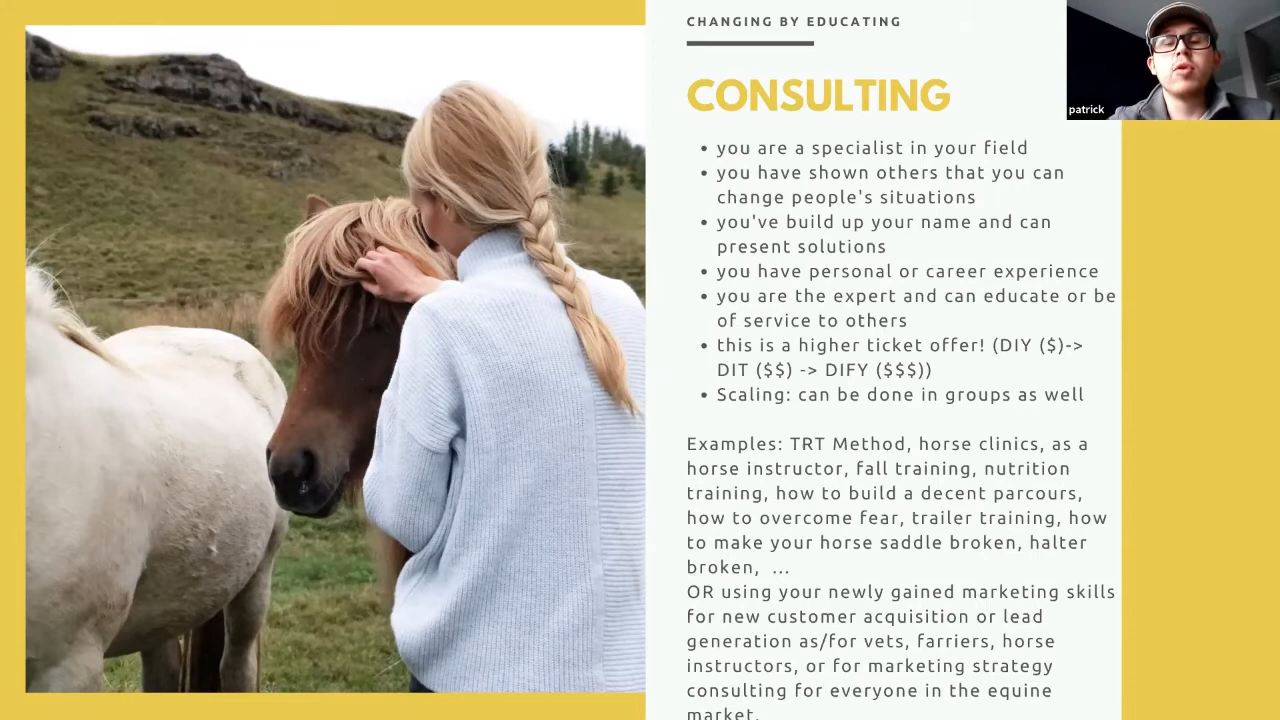 CHANGING BY EDUCATING
CONSULTING
• you are a specialist in your field
• you have shown others that you can
change people's situations
• you've build up your name and can
present solutions
• you have personal or career experience
• you are the expert and can educate or be
of service to others
• this is a higher ticket offer! (DIY ($)->
DIT ($$) -> DIFY ($$$))
• Scaling: can be done in groups as well
Examples: TRT Method, horse clinics, as a
horse instructor, fall training, nutrition
training, how to build a decent parcours,
how to overcome fear, trailer training, how
to make your horse saddle broken, halter
broken, ...
OR using your newly gained marketing skills
for new customer acquisition or lead
generation as/for vets, farriers, horse
instructors, or for marketing strategy
consulting for everyone in the equine
market.
patrick